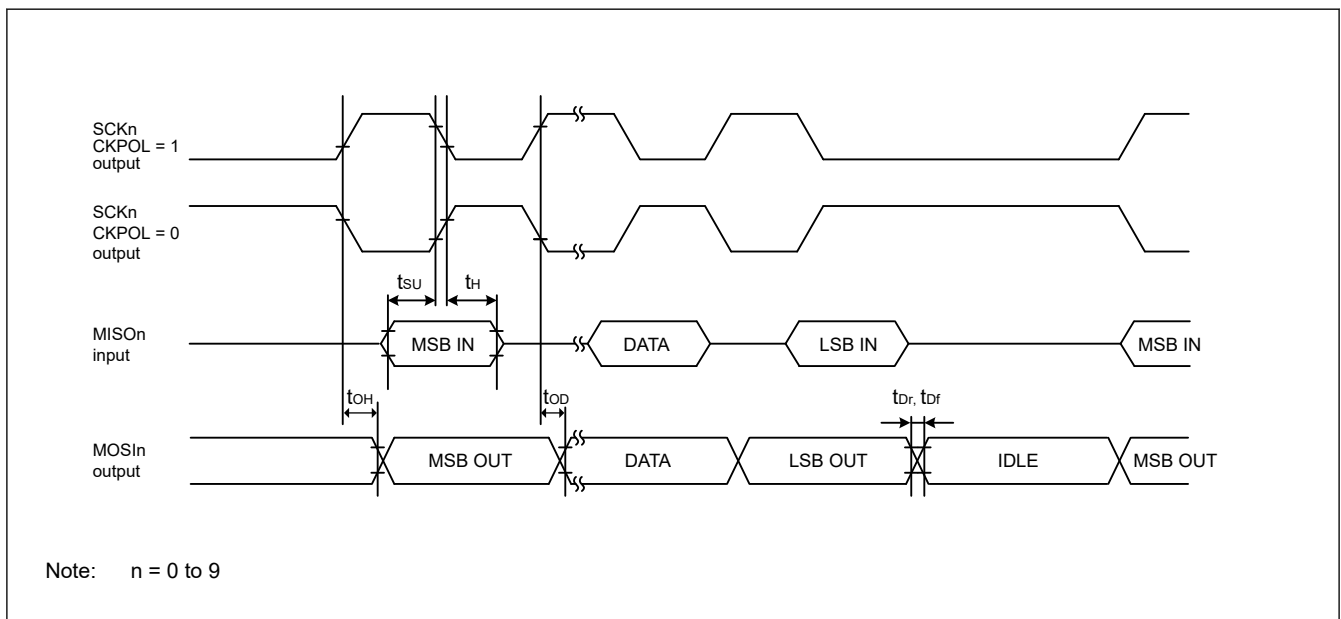 SCKn
CKPOL = 1
output
SCKn
CKPOL = 0
output
tSU
tH
MISOn
input
MSB IN
DATA
LSB IN
MSB IN
tOH
tOD
tDr, tDf
MOSIn
output
MSB OUT
DATA
LSB OUT
IDLE
MSB OUT
Note: n = 0 to 9